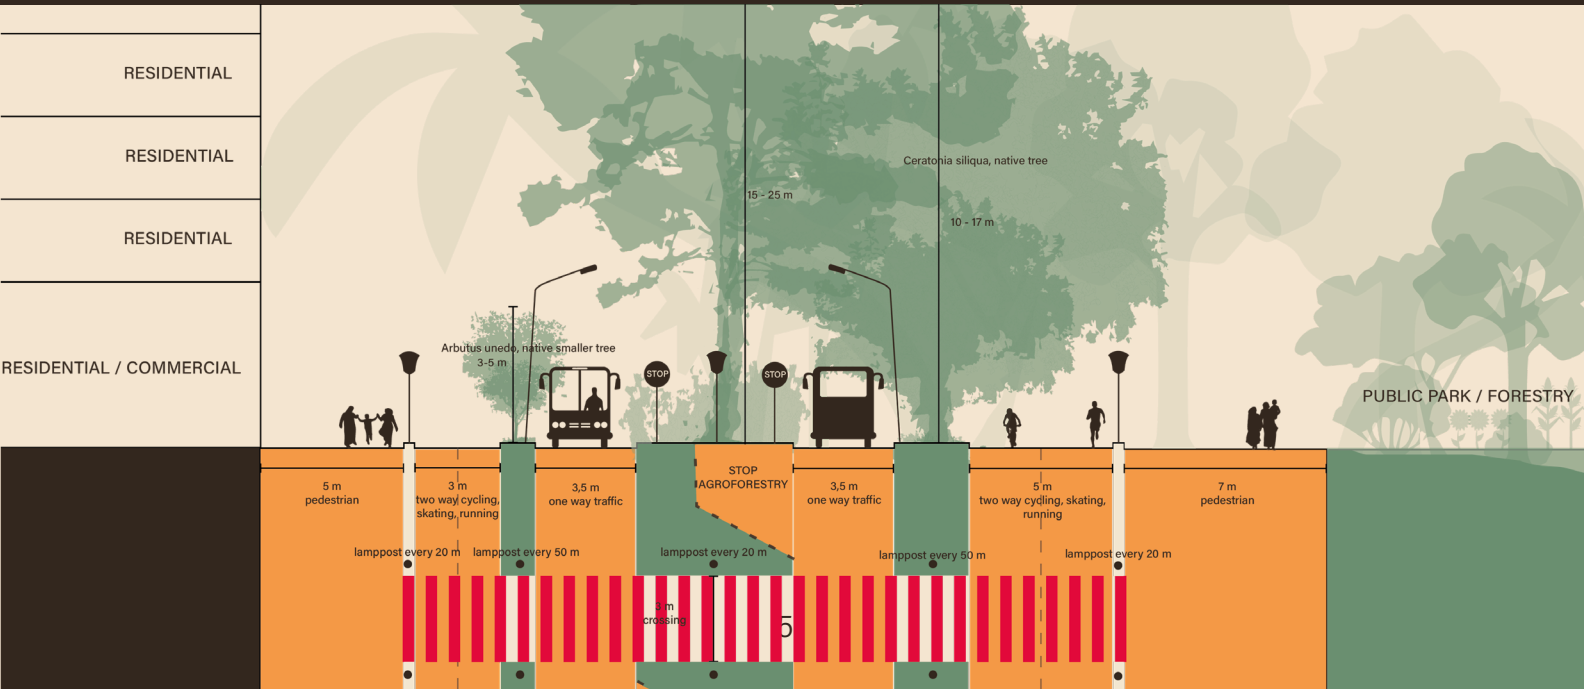 RESIDENTIAL
RESIDENTIAL
RESIDENTIAL
RESIDENTIAL / COMMERCIAL
Ceratonia siliqua, native tree
15 - 25 m
10 - 17 m
Arbutus unedo, native smaller tree
3-5 m
STOP
STOP
PUBLIC PARK / FORESTRY
5 m
pedestrian
3 m
two way cycling,
skating, running
3,5 m
one way traffic
STOP
AGROFORESTRY
3,5 m
one way traffic
5 m
two way cycling, skating,
running
7 m
pedestrian
lamppost every 20 m
lamppost every 50 m
lamppost every 20 m
lamppost every 50 m
lamppost every 20 m
3 m
crossing
5